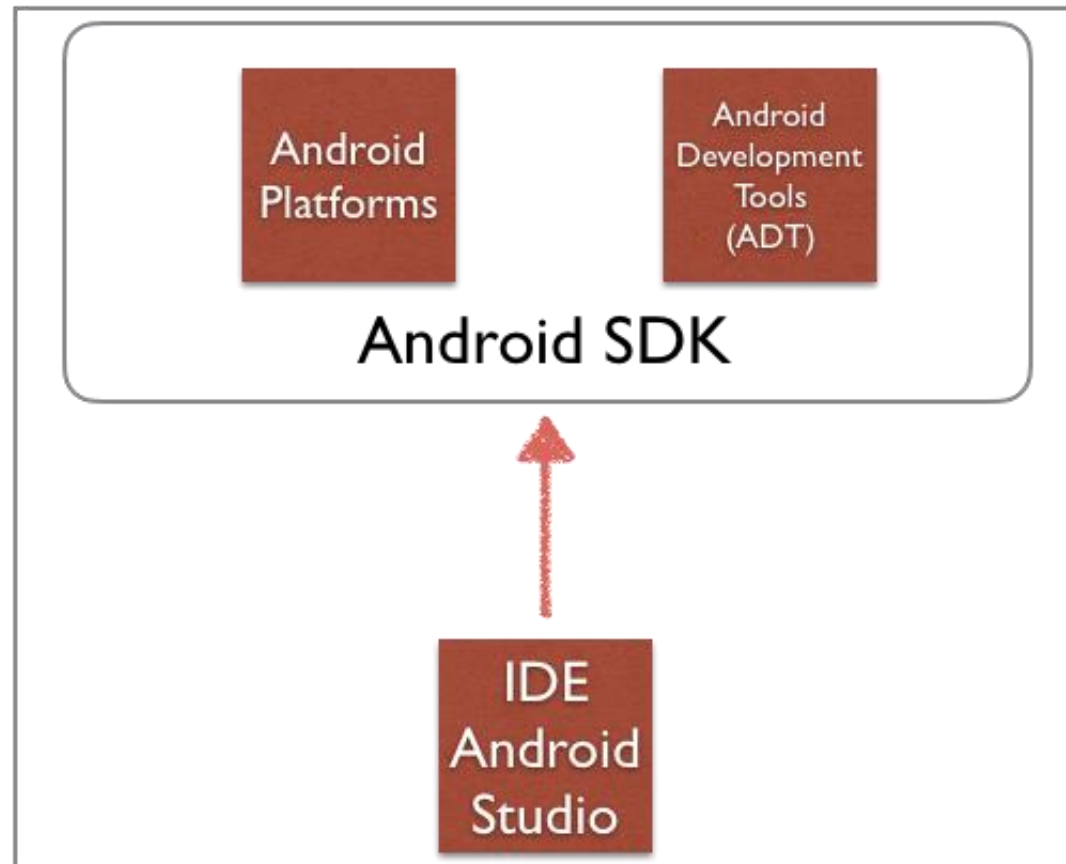 Android
Platforms
Android
Development
Tools
(ADT)
Android SDK
IDE
Android
Studio